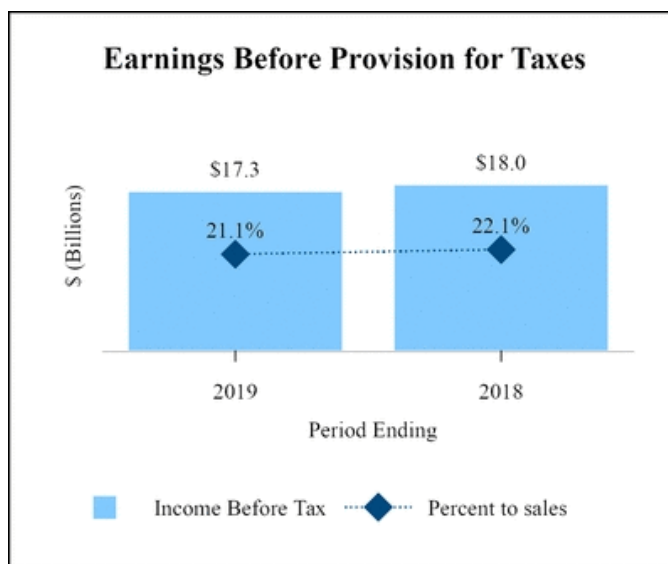 Earnings Before Provision for Taxes
$ (Billions)
$17.3
$18.0
21.1%
22.1%
2019
2018
Period Ending
Income Before Tax
Percent to sales